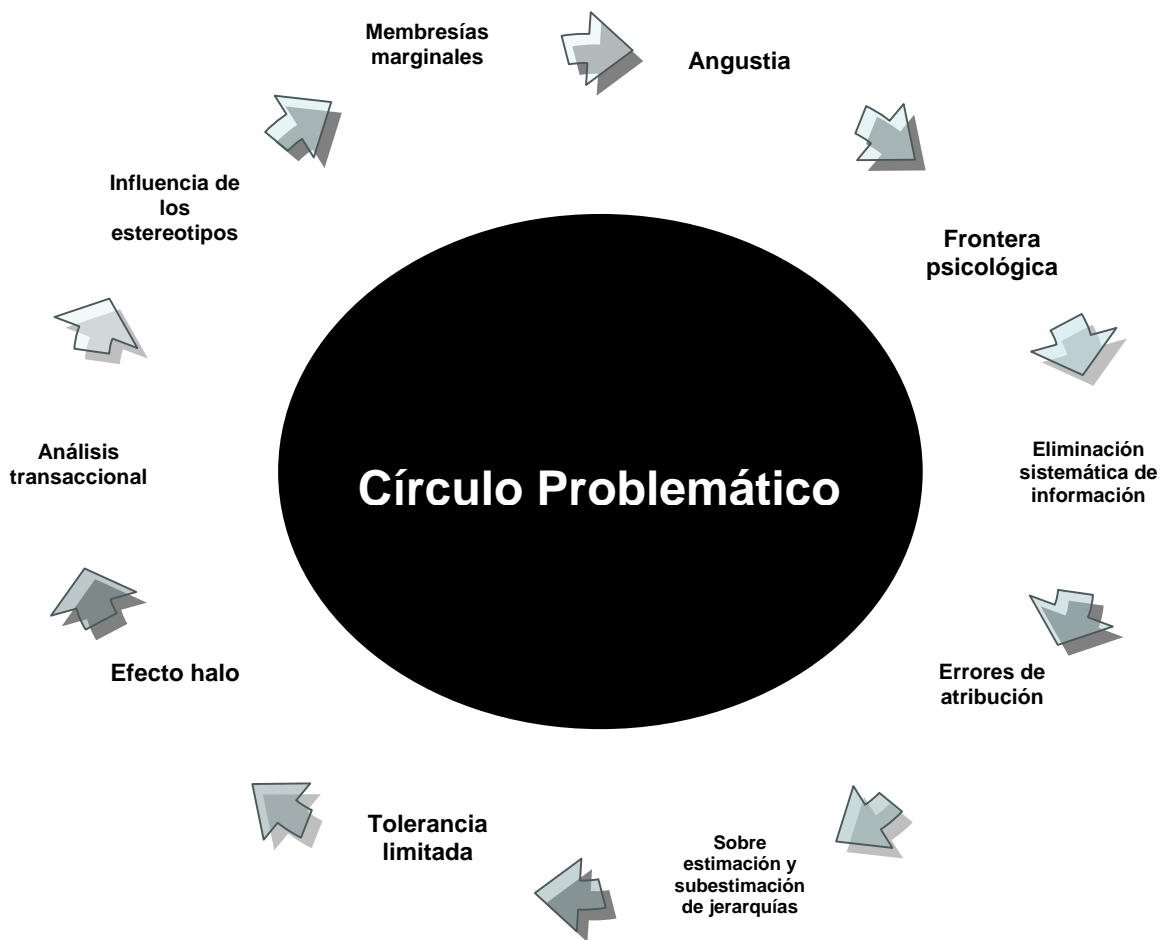 Membresías
marginales
Angustia
Frontera
psicológica
Eliminación
sistemática de
información
Errores de
atribución
Sobre
estimación y
subestimación
de jerarquías
Tolerancia
limitada
Efecto halo
Análisis
transaccional
Influencia de
los
estereotipos
Círculo Problemático